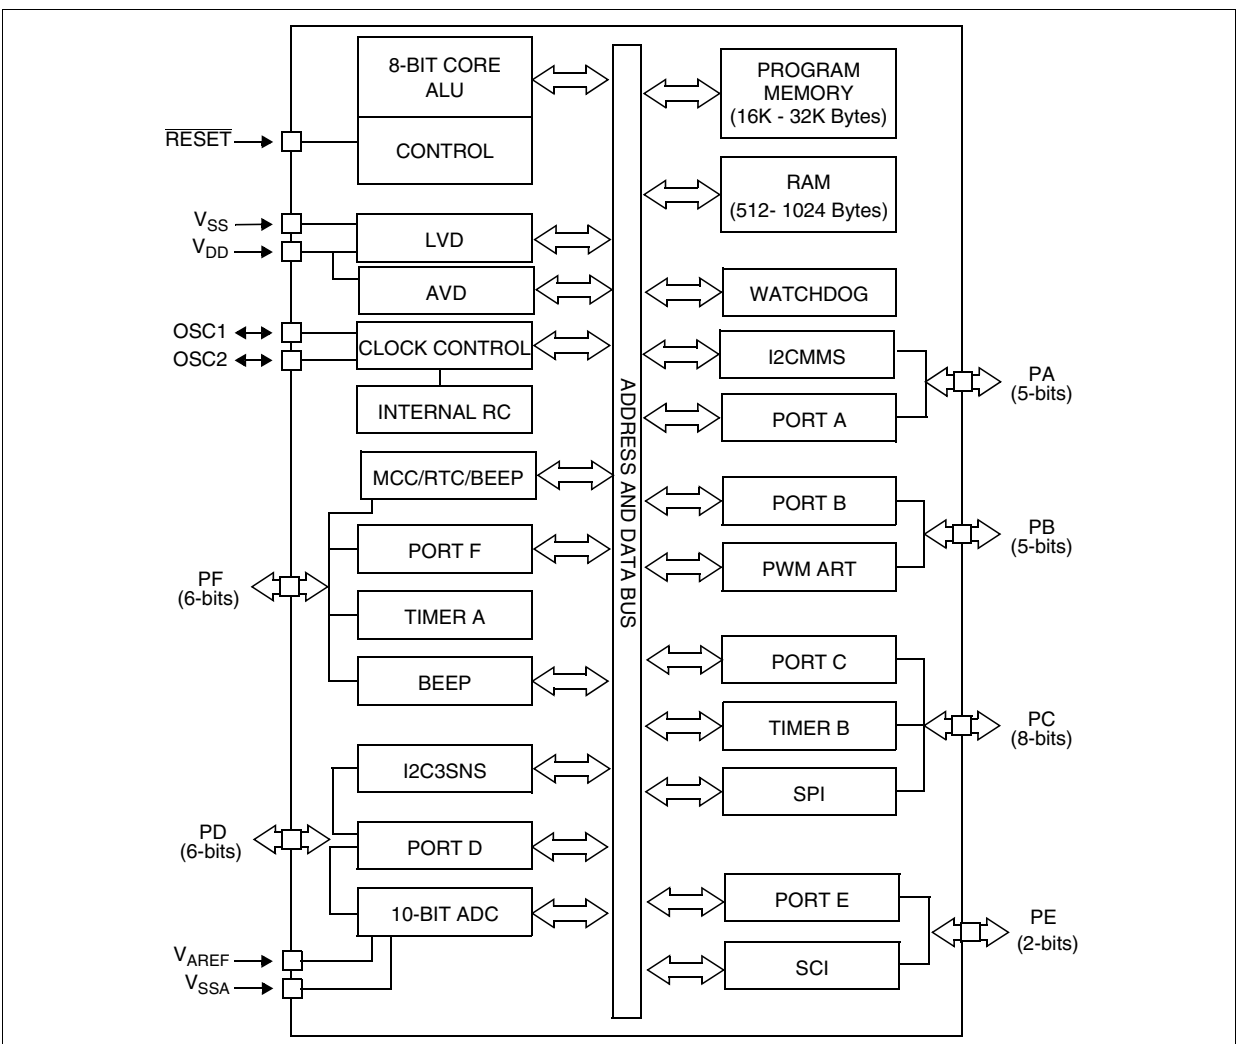 8-BIT CORE
ALU
CONTROL
RESET
VSS
VDD
LVD
AVD
OSC1
OSC2
CLOCK CONTROL
INTERNAL RC
MCC/RTC/BEEP
PORT F
PF
(6-bits)
TIMER A
BEEP
I2C3SNS
PD
(6-bits)
PORT D
10-BIT ADC
VAREF
VSSA
ADDRESS AND DATA BUS
PROGRAM
MEMORY
(16K - 32K Bytes)
RAM
(512- 1024 Bytes)
WATCHDOG
I2CMMS
PA
(5-bits)
PORT A
PORT B
PB
(5-bits)
PWM ART
PORT C
TIMER B
PC
(8-bits)
SPI
PORT E
PE
(2-bits)
SCI